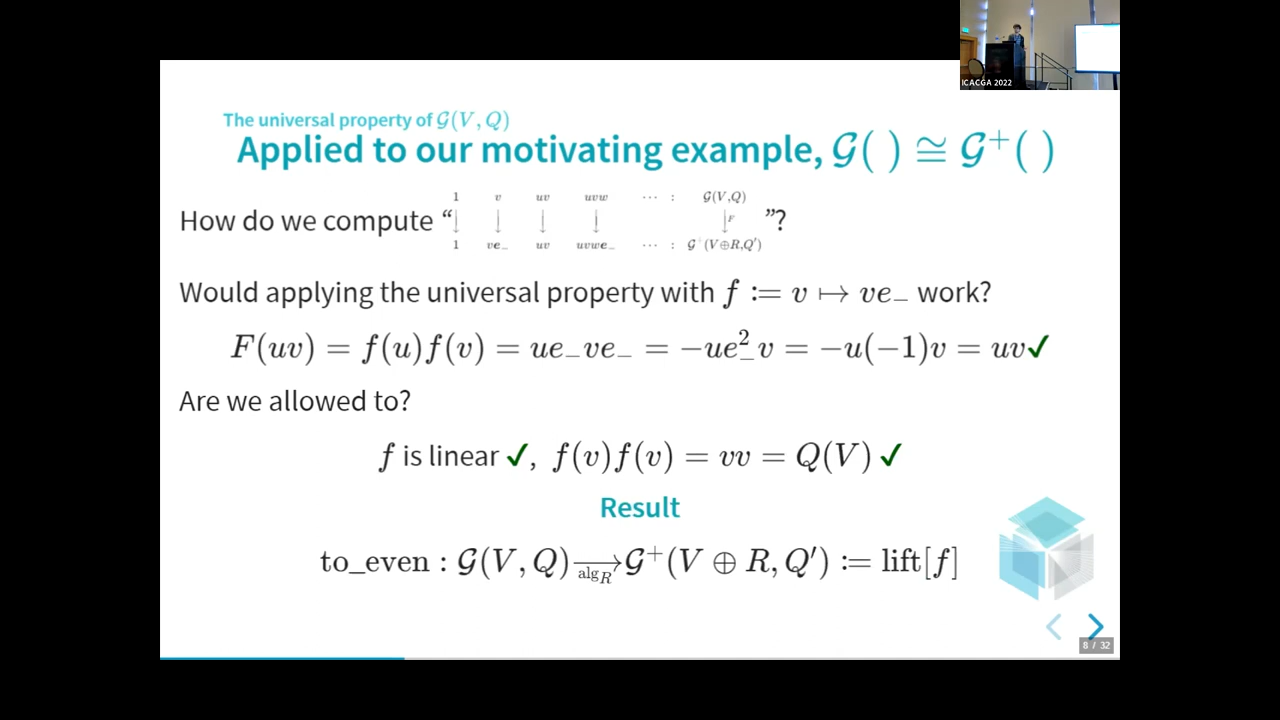 ICACGA 2022
The universal property of 𝒢(V, Q)
Applied to our motivating example, 𝒢( ) ≅ 𝒢⁺( )
1 v uv uvw ⋯ : 𝒢(V,Q)
How do we compute “ ↓ ↓ ↓ ↓ ↓F ”?
1 ve₋ uv uvwe₋ ⋯ : 𝒢⁺(V⊕R,Q′)
Would applying the universal property with f := v ↦ ve₋ work?
F(uv) = f(u)f(v) = ue₋ve₋ = −ue₋²v = −u(−1)v = uv✓
Are we allowed to?
f is linear ✓, f(v)f(v) = vv = Q(V) ✓
Result
to_even : 𝒢(V, Q) →alg_R 𝒢⁺(V ⊕ R, Q′) := lift[f]
8 / 32